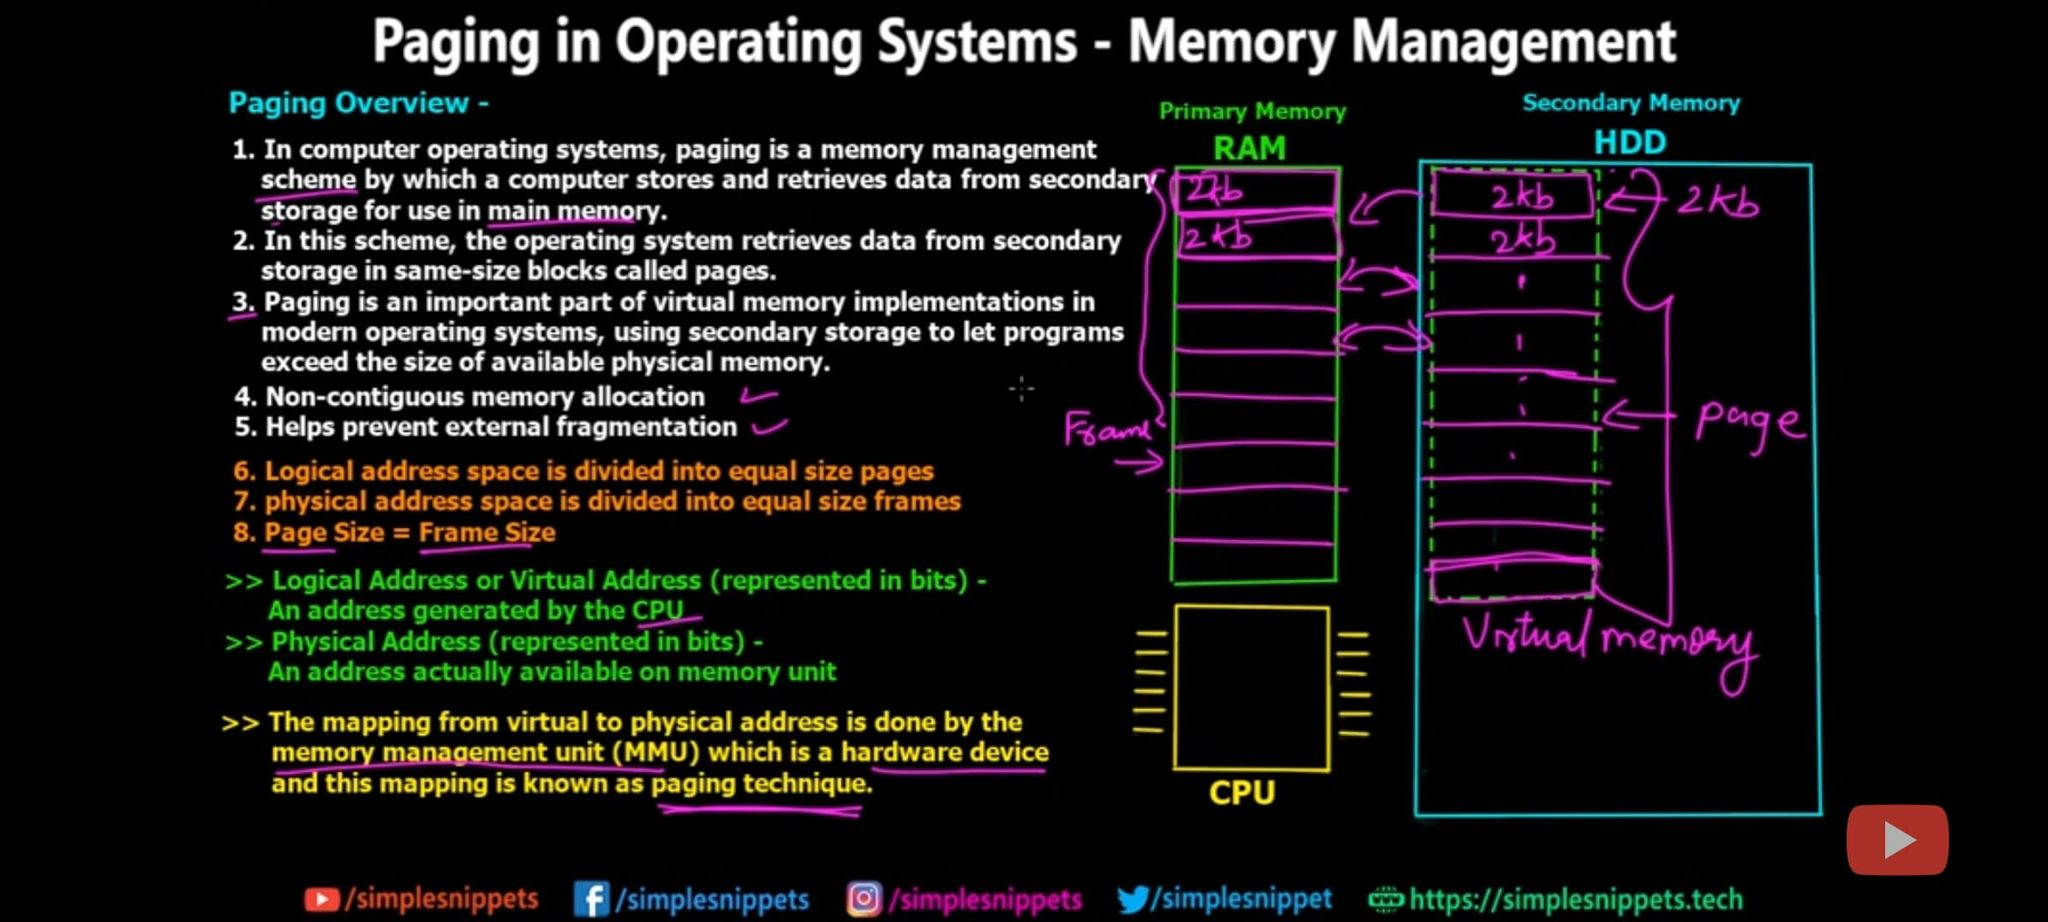 Paging in Operating Systems - Memory Management
Paging Overview -
1. In computer operating systems, paging is a memory management
scheme by which a computer stores and retrieves data from secondary
storage for use in main memory.
2. In this scheme, the operating system retrieves data from secondary
storage in same-size blocks called pages.
3. Paging is an important part of virtual memory implementations in
modern operating systems, using secondary storage to let programs
exceed the size of available physical memory.
4. Non-contiguous memory allocation
5. Helps prevent external fragmentation
6. Logical address space is divided into equal size pages
7. physical address space is divided into equal size frames
8. Page Size = Frame Size
>> Logical Address or Virtual Address (represented in bits) -
An address generated by the CPU
>> Physical Address (represented in bits) -
An address actually available on memory unit
>> The mapping from virtual to physical address is done by the
memory management unit (MMU) which is a hardware device
and this mapping is known as paging technique.
Primary Memory
RAM
2kb
2kb
Frame
CPU
Secondary Memory
HDD
2kb
2kb
2kb
page
Virtual memory
/simplesnippets
/simplesnippets
/simplesnippets
/simplesnippet
https://simplesnippets.tech